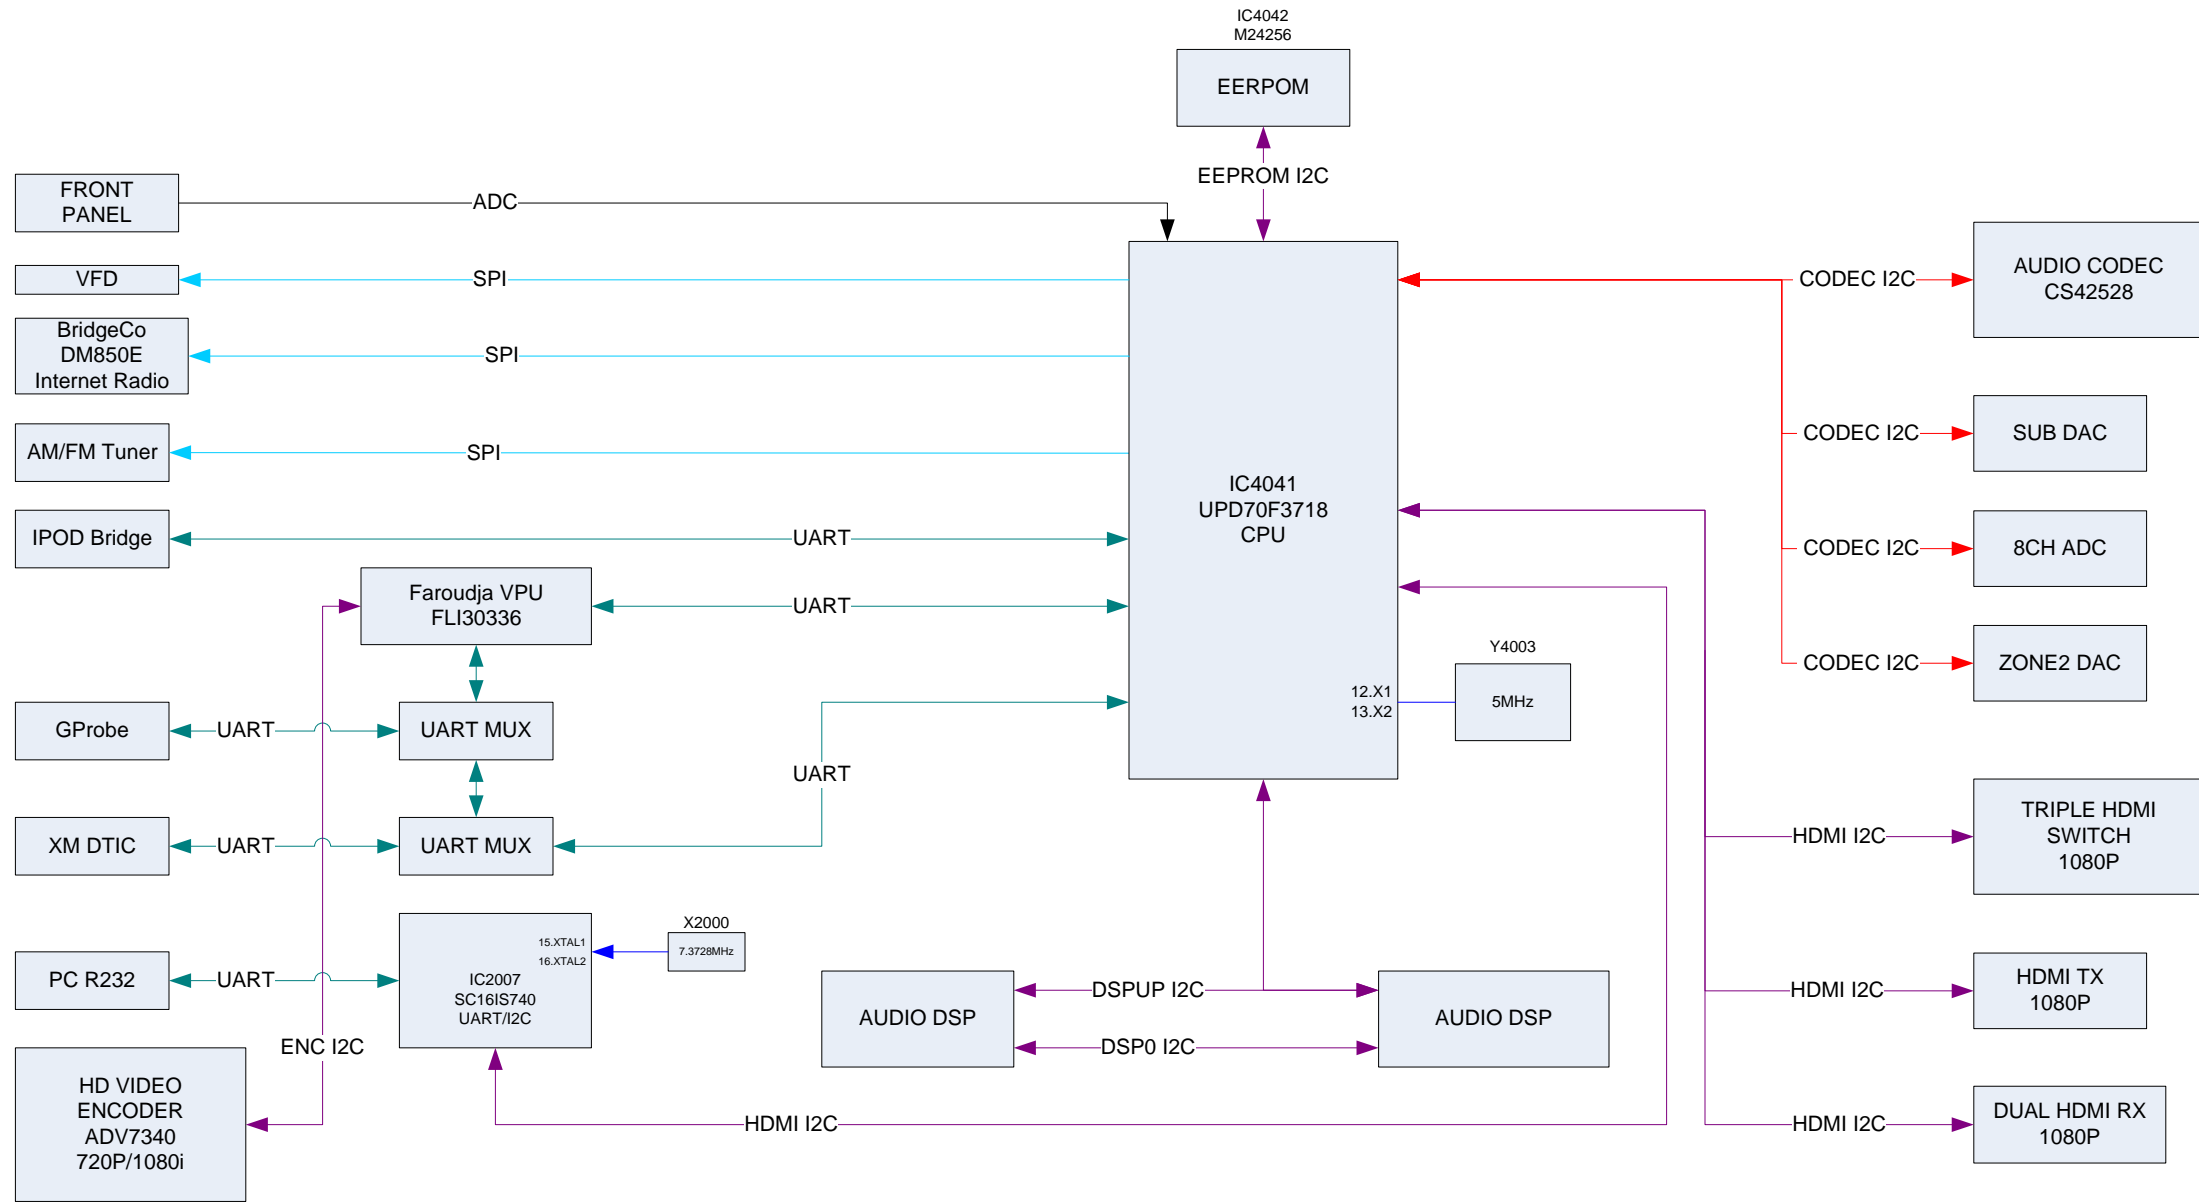 IC4042
M24256
EERPOM
EEPROM I2C
FRONT
PANEL
ADC
VFD
SPI
BridgeCo
DM850E
Internet Radio
SPI
AM/FM Tuner
SPI
IPOD Bridge
UART
Faroudja VPU
FLI30336
UART
GProbe
UART
UART MUX
UART
XM DTIC
UART
UART MUX
PC R232
UART
15.XTAL1
16.XTAL2
IC2007
SC16IS740
UART/I2C
X2000
7.3728MHz
ENC I2C
HD VIDEO
ENCODER
ADV7340
720P/1080i
HDMI I2C
IC4041
UPD70F3718
CPU
12.X1
13.X2
Y4003
5MHz
AUDIO DSP
DSPUP I2C
DSP0 I2C
AUDIO DSP
CODEC I2C
AUDIO CODEC
CS42528
CODEC I2C
SUB DAC
CODEC I2C
8CH ADC
CODEC I2C
ZONE2 DAC
HDMI I2C
TRIPLE HDMI
SWITCH
1080P
HDMI I2C
HDMI TX
1080P
HDMI I2C
DUAL HDMI RX
1080P